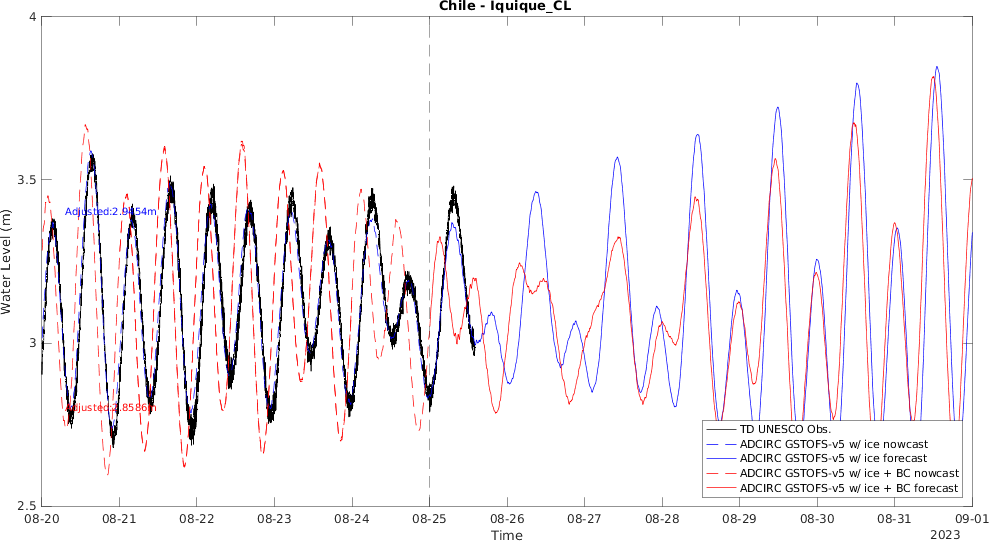 Chile - Iquique_CL
4
3.5
3
2.5
Water Level (m)
Adjusted:2.9854m
Adjusted:2.8586m
TD UNESCO Obs.
ADCIRC GSTOFS-v5 w/ ice nowcast
ADCIRC GSTOFS-v5 w/ ice forecast
ADCIRC GSTOFS-v5 w/ ice + BC nowcast
ADCIRC GSTOFS-v5 w/ ice + BC forecast
08-20 08-21 08-22 08-23 08-24 08-25 08-26 08-27 08-28 08-29 08-30 08-31 09-01
Time
2023